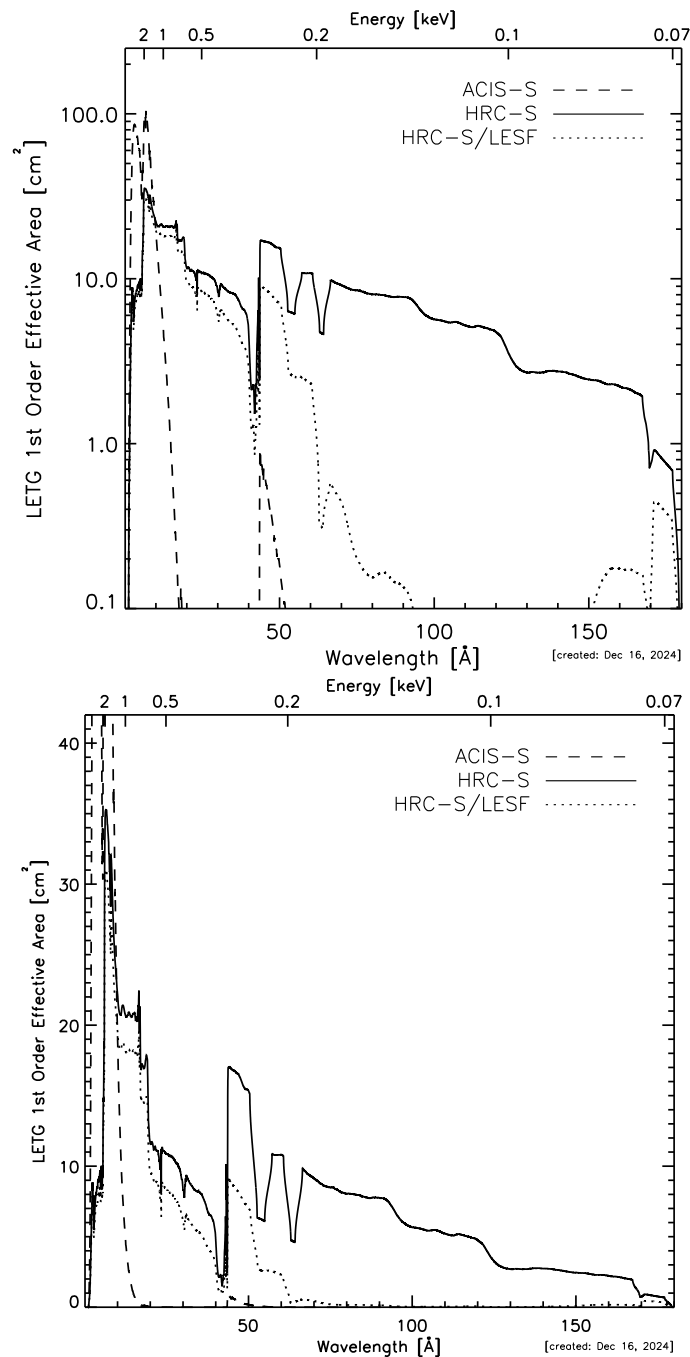 Energy [keV]
2 1 0.5 0.2 0.1 0.07
ACIS−S
HRC−S
HRC−S/LESF
LETG 1st Order Effective Area [cm²]
100.0
10.0
1.0
0.1
50 100 150
Wavelength [Å]
[created: Dec 16, 2024]
Energy [keV]
2 1 0.5 0.2 0.1 0.07
ACIS−S
HRC−S
HRC−S/LESF
LETG 1st Order Effective Area [cm²]
40
30
20
10
0
50 100 150
Wavelength [Å]
[created: Dec 16, 2024]